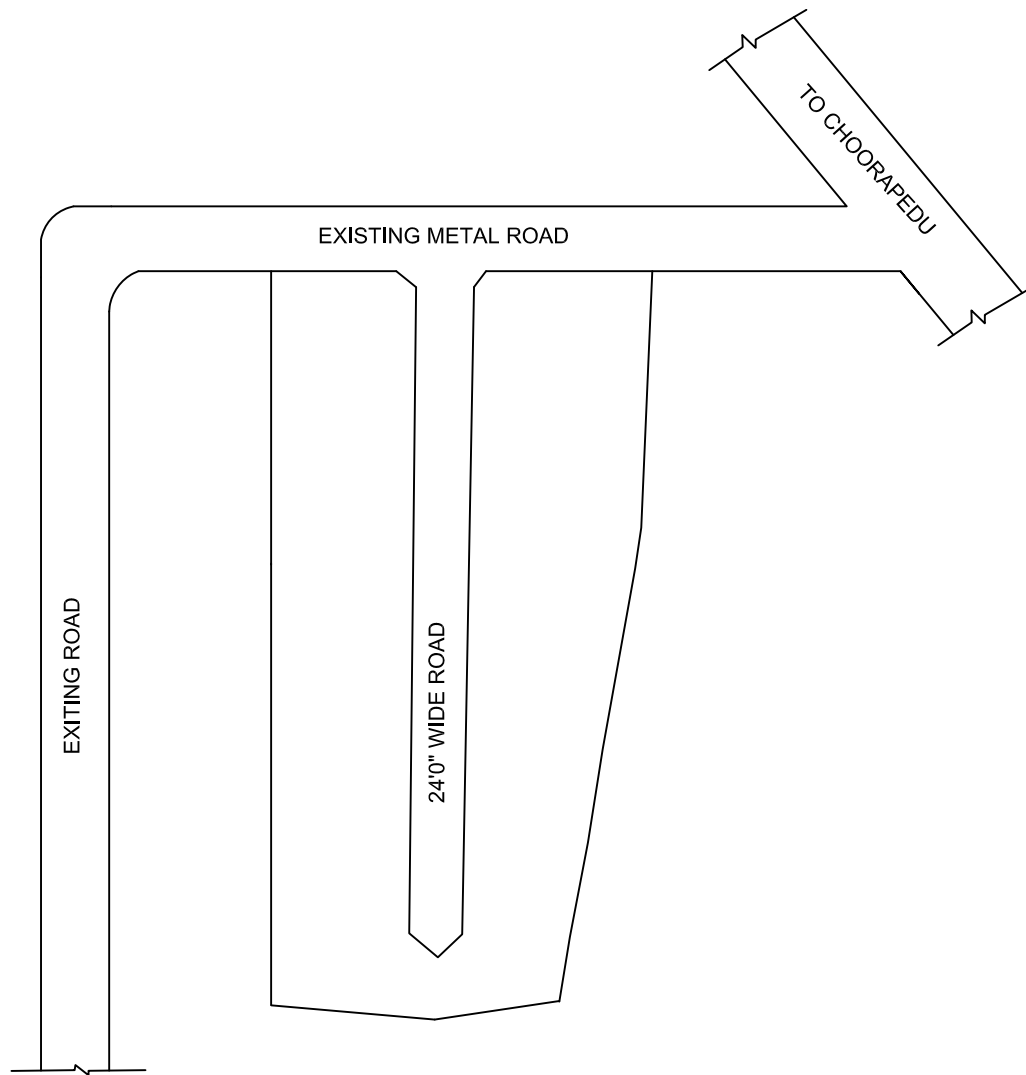 TO CHOORAPEDU
EXISTING METAL ROAD
EXITING ROAD
24'0" WIDE ROAD